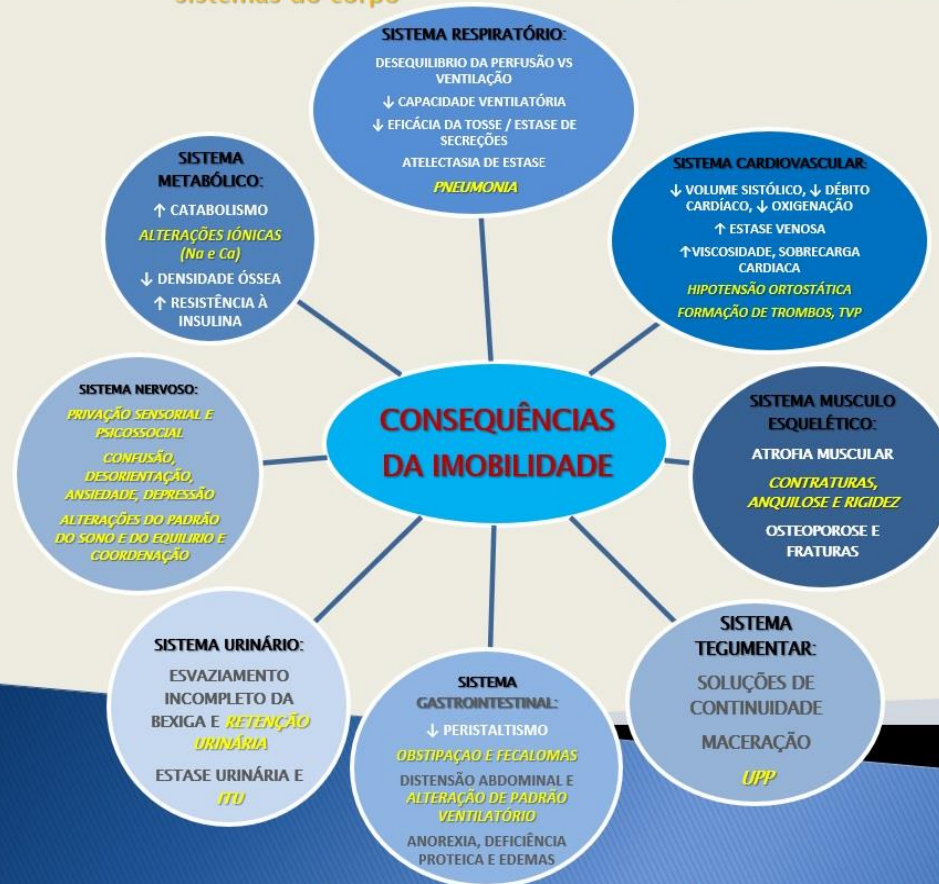 sistemas do corpo
SISTEMA RESPIRATÓRIO:
DESEQUILIBRIO DA PERFUSÃO VS
VENTILAÇÃO
↓ CAPACIDADE VENTILATÓRIA
↓ EFICÁCIA DA TOSSE / ESTASE DE
SECREÇÕES
ATELECTASIA DE ESTASE
PNEUMONIA
SISTEMA CARDIOVASCULAR:
↓ VOLUME SISTÓLICO, ↓ DÉBITO
CARDÍACO, ↓ OXIGENAÇÃO
↑ ESTASE VENOSA
↑VISCOSIDADE, SOBRECARGA
CARDIACA
HIPOTENSÃO ORTOSTÁTICA
FORMAÇÃO DE TROMBOS, TVP
SISTEMA MUSCULO
ESQUELÉTICO:
ATROFIA MUSCULAR
CONTRATURAS,
ANQUILOSE E RIGIDEZ
OSTEOPOROSE E
FRATURAS
SISTEMA
TEGUMENTAR:
SOLUÇÕES DE
CONTINUIDADE
MACERAÇÃO
UPP
SISTEMA
GASTROINTESTINAL:
↓ PERISTALTISMO
OBSTIPAÇAO E FECALOMAS
DISTENSÃO ABDOMINAL E
ALTERAÇÃO DE PADRÃO
VENTILATÓRIO
ANOREXIA, DEFICIÊNCIA
PROTEICA E EDEMAS
SISTEMA URINÁRIO:
ESVAZIAMENTO
INCOMPLETO DA
BEXIGA E RETENÇÃO
URINÁRIA
ESTASE URINÁRIA E
ITU
SISTEMA NERVOSO:
PRIVAÇÃO SENSORIAL E
PSICOSSOCIAL
CONFUSÃO,
DESORIENTAÇÃO,
ANSIEDADE, DEPRESSÃO
ALTERAÇÕES DO PADRÃO
DO SONO E DO EQUILIRIO E
COORDENAÇÃO
SISTEMA
METABÓLICO:
↑ CATABOLISMO
ALTERAÇÕES IÓNICAS
(Na e Ca)
↓ DENSIDADE ÓSSEA
↑ RESISTÊNCIA À
INSULINA
CONSEQUÊNCIAS
DA IMOBILIDADE